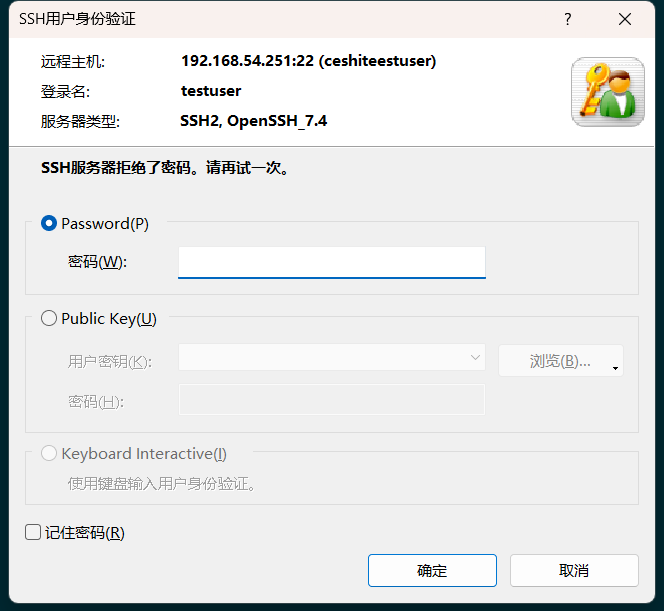 SSH用户身份验证
?
远程主机: 192.168.54.251:22 (ceshiteestuser)
登录名: testuser
服务器类型: SSH2, OpenSSH_7.4
SSH服务器拒绝了密码。请再试一次。
Password(P)
密码(W):
Public Key(U)
用户密钥(K):
浏览(B)...
密码(H):
Keyboard Interactive(I)
使用键盘输入用户身份验证。
记住密码(R)
确定 取消